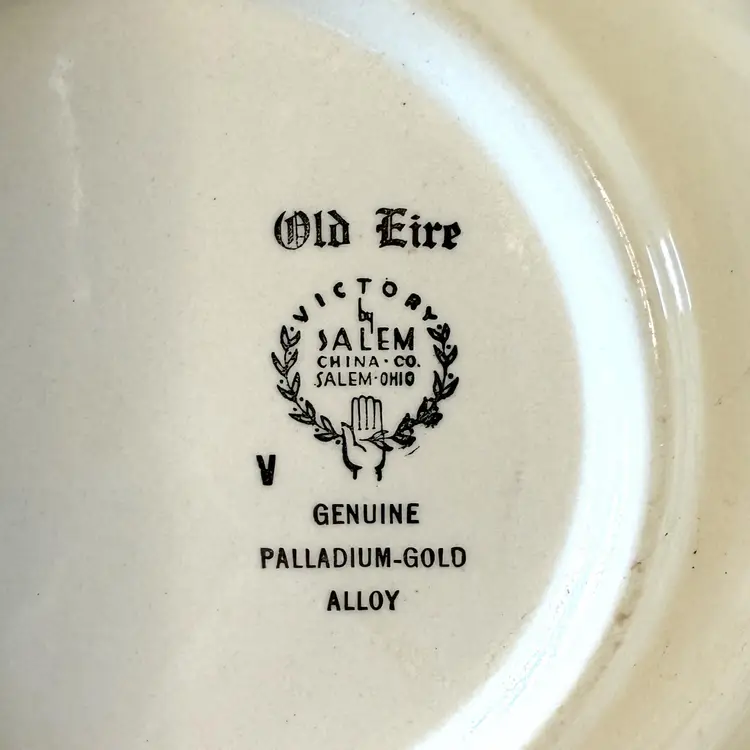 Old Eire
VICTORY
by
SALEM
CHINA · CO.
SALEM · OHIO
V
GENUINE
PALLADIUM-GOLD
ALLOY